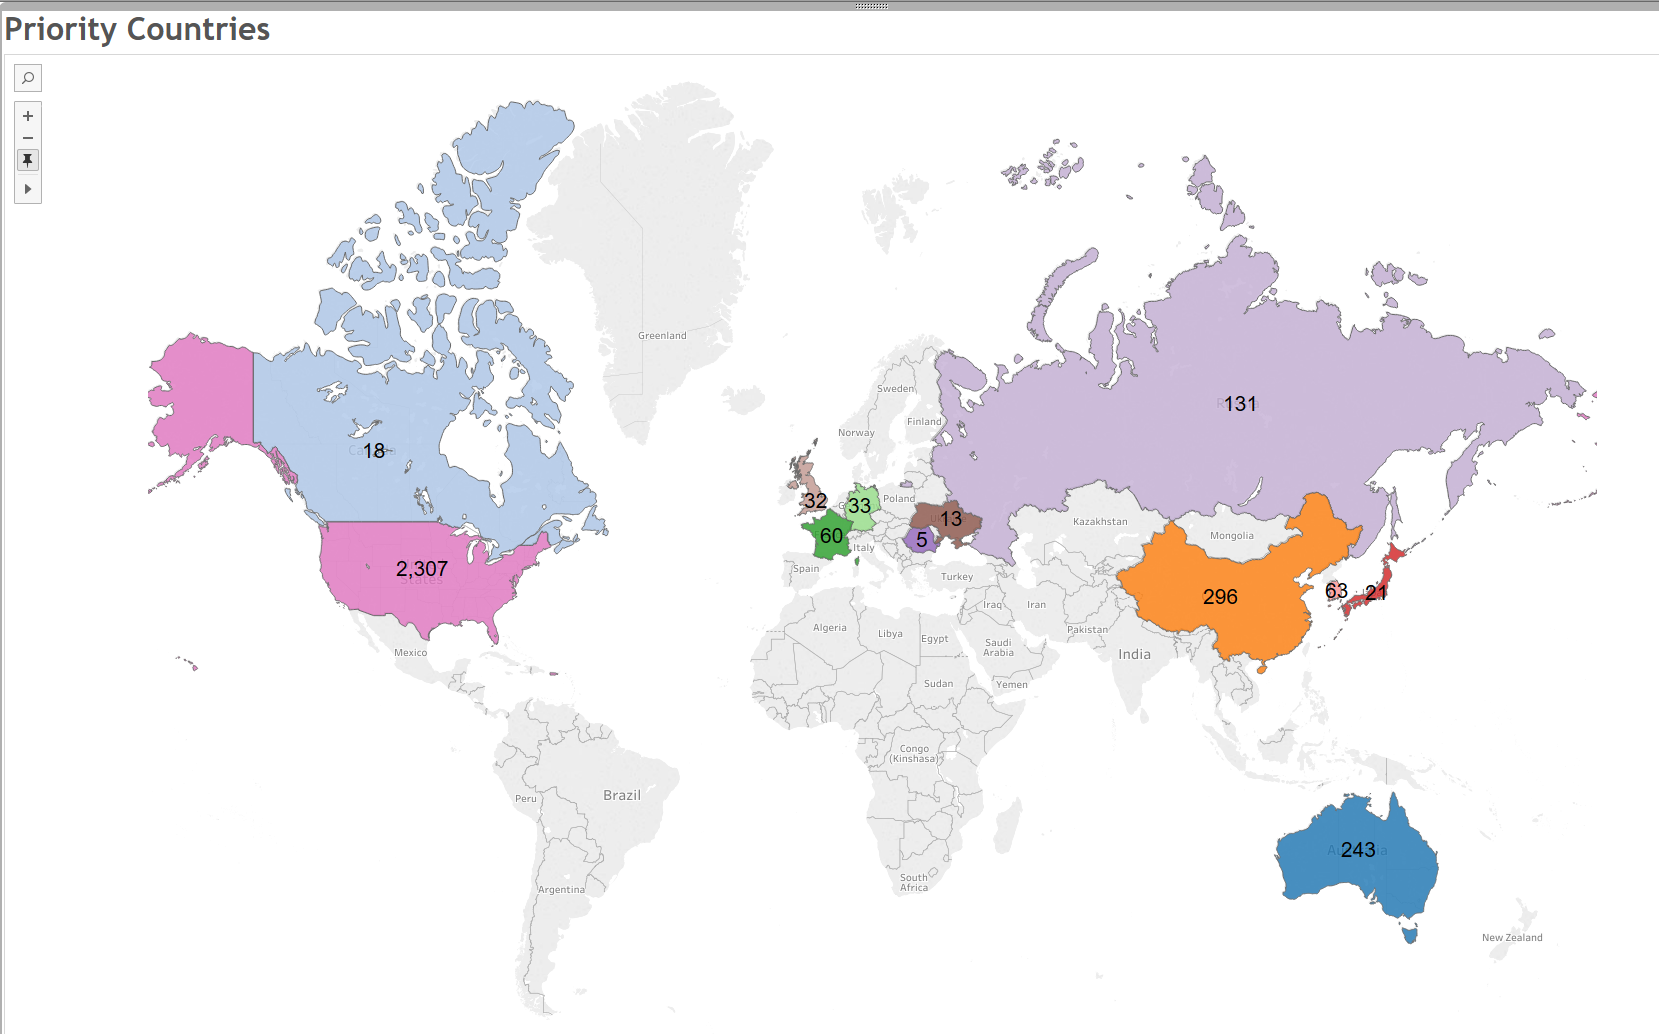 Priority Countries
Greenland
Sweden
Finland
Norway
131
18
32
33
Poland
13
60
5
Italy
Spain
Kazakhstan
Mongolia
2,307
States
Turkey
296
63
21
Iraq
Iran
Algeria
Libya
Egypt
Saudi
Arabia
Pakistan
India
Mexico
Sudan
Yemen
Congo
(Kinshasa)
Peru
Brazil
243
South
Africa
Argentina
New Zealand